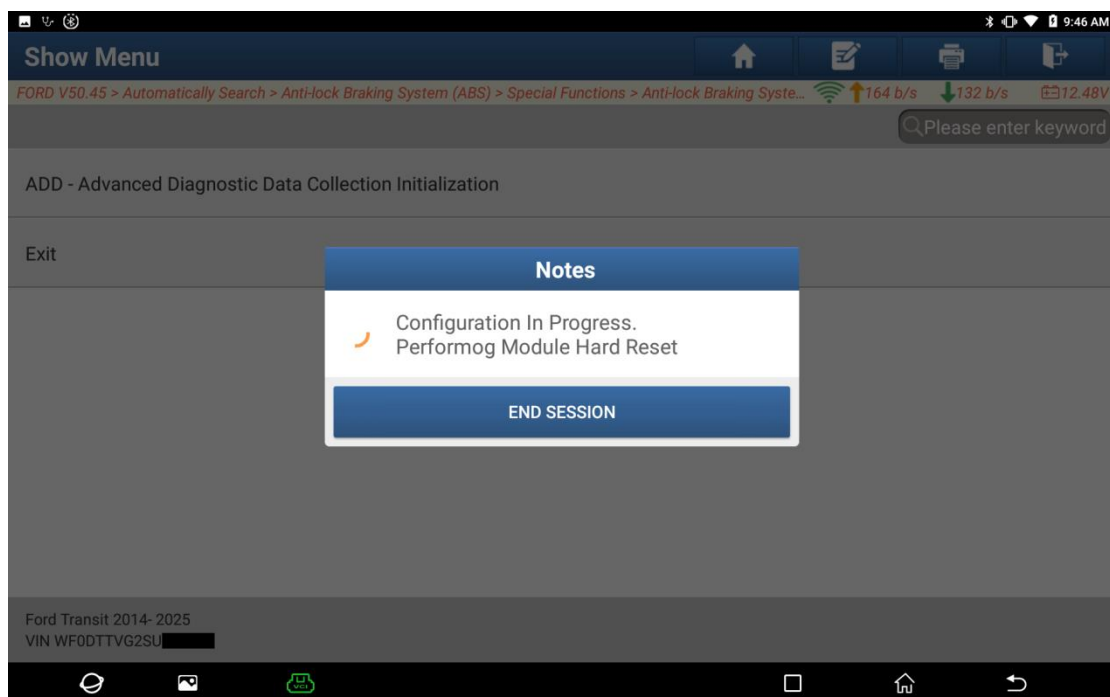 9:46 AM
Show Menu
FORD V50.45 > Automatically Search > Anti-lock Braking System (ABS) > Special Functions > Anti-lock Braking Syste... 164 b/s 132 b/s 12.48V
Please enter keyword
ADD - Advanced Diagnostic Data Collection Initialization
Exit
Notes
Configuration In Progress.
Performog Module Hard Reset
END SESSION
Ford Transit 2014- 2025
VIN WF0DTTVG2SU
VCI